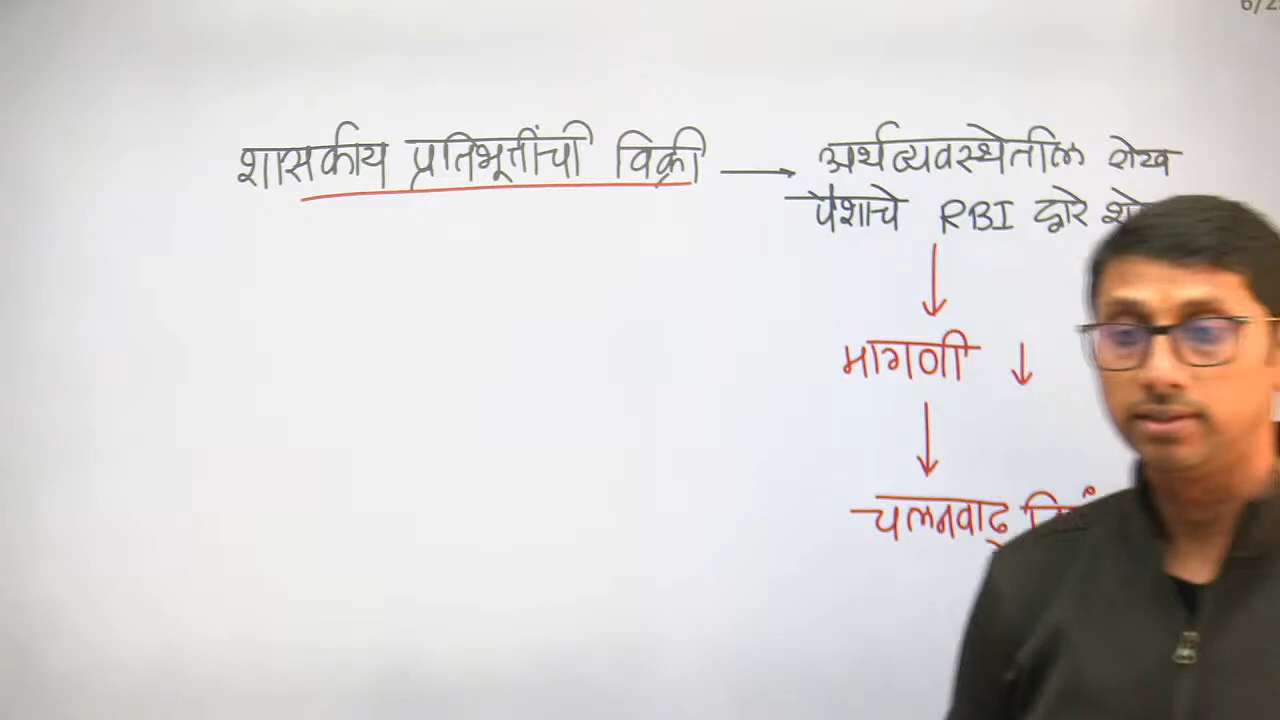 शासकीय प्रतिभूतींची विक्री → अर्थव्यवस्थेतील रोख
पैशाचे RBI द्वारे
↓
मागणी ↓
↓
चलनवाढ